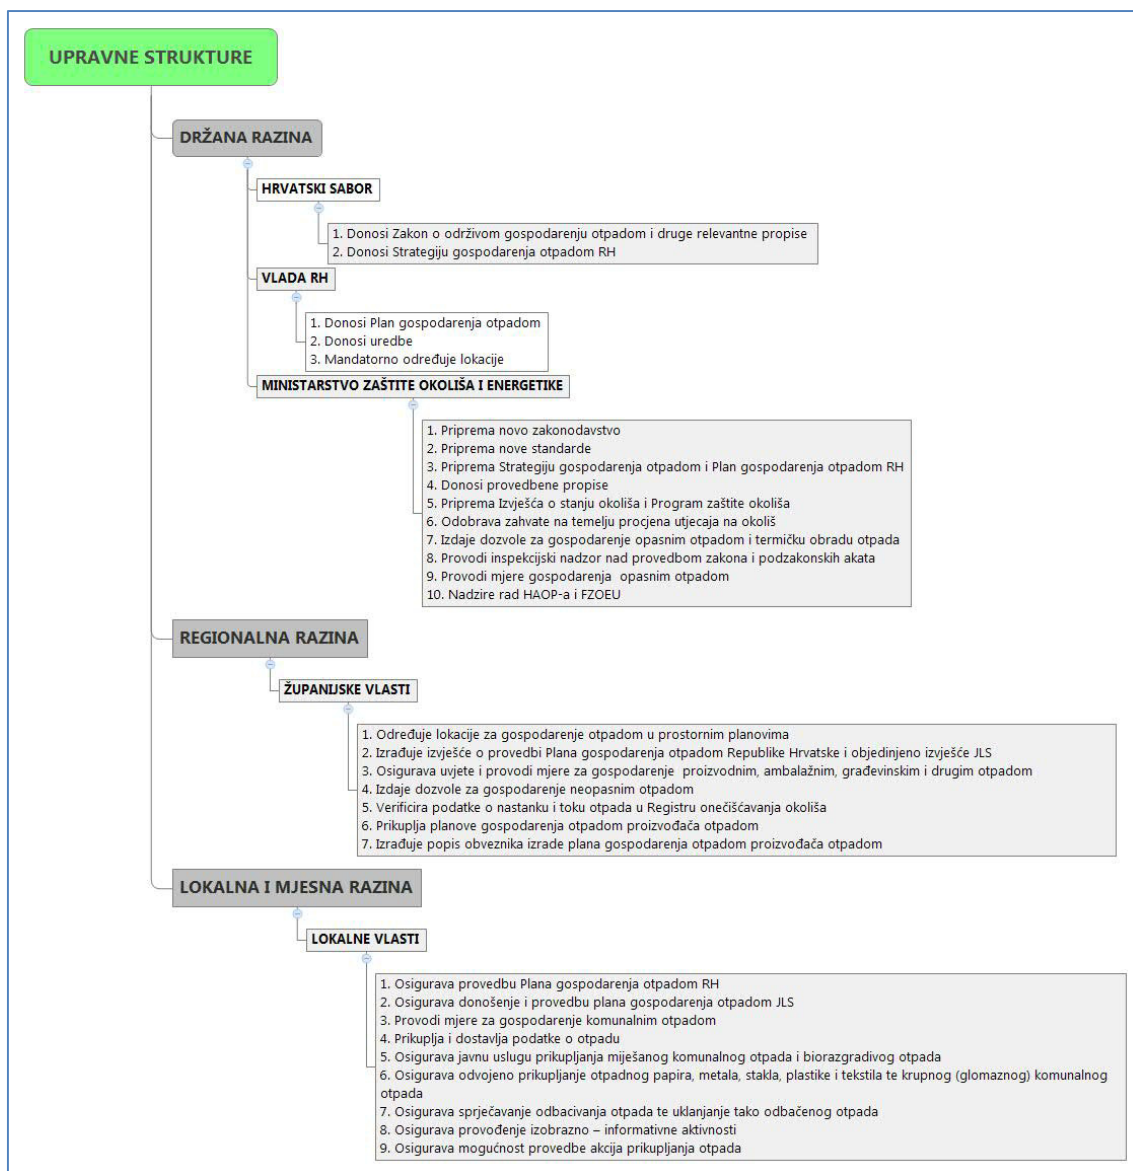 UPRAVNE STRUKTURE
DRŽANA RAZINA
HRVATSKI SABOR
1. Donosi Zakon o održivom gospodarenju otpadom i druge relevantne propise
2. Donosi Strategiju gospodarenja otpadom RH
VLADA RH
1. Donosi Plan gospodarenja otpadom
2. Donosi uredbe
3. Mandatorno određuje lokacije
MINISTARSTVO ZAŠTITE OKOLIŠA I ENERGETIKE
1. Priprema novo zakonodavstvo
2. Priprema nove standarde
3. Priprema Strategiju gospodarenja otpadom i Plan gospodarenja otpadom RH
4. Donosi provedbene propise
5. Priprema Izvješća o stanju okoliša i Program zaštite okoliša
6. Odobrava zahvate na temelju procjena utjecaja na okoliš
7. Izdaje dozvole za gospodarenje opasnim otpadom i termičku obradu otpada
8. Provodi inspekcijski nadzor nad provedbom zakona i podzakonskih akata
9. Provodi mjere gospodarenja opasnim otpadom
10. Nadzire rad HAOP-a i FZOEU
REGIONALNA RAZINA
ŽUPANIJSKE VLASTI
1. Određuje lokacije za gospodarenje otpadom u prostornim planovima
2. Izrađuje izvješće o provedbi Plana gospodarenja otpadom Republike Hrvatske i objedinjeno izvješće JLS
3. Osigurava uvjete i provodi mjere za gospodarenje proizvodnim, ambalažnim, građevinskim i drugim otpadom
4. Izdaje dozvole za gospodarenje neopasnim otpadom
5. Verificira podatke o nastanku i toku otpada u Registru onečišćavanja okoliša
6. Prikuplja planove gospodarenja otpadom proizvođača otpadom
7. Izrađuje popis obveznika izrade plana gospodarenja otpadom proizvođača otpadom
LOKALNA I MJESNA RAZINA
LOKALNE VLASTI
1. Osigurava provedbu Plana gospodarenja otpadom RH
2. Osigurava donošenje i provedbu plana gospodarenja otpadom JLS
3. Provodi mjere za gospodarenje komunalnim otpadom
4. Prikuplja i dostavlja podatke o otpadu
5. Osigurava javnu uslugu prikupljanja miješanog komunalnog otpada i biorazgradivog otpada
6. Osigurava odvojeno prikupljanje otpadnog papira, metala, stakla, plastike i tekstila te krupnog (glomaznog) komunalnog
otpada
7. Osigurava sprječavanje odbacivanja otpada te uklanjanje tako odbačenog otpada
8. Osigurava provođenje izobrazno – informativne aktivnosti
9. Osigurava mogućnost provedbe akcija prikupljanja otpada